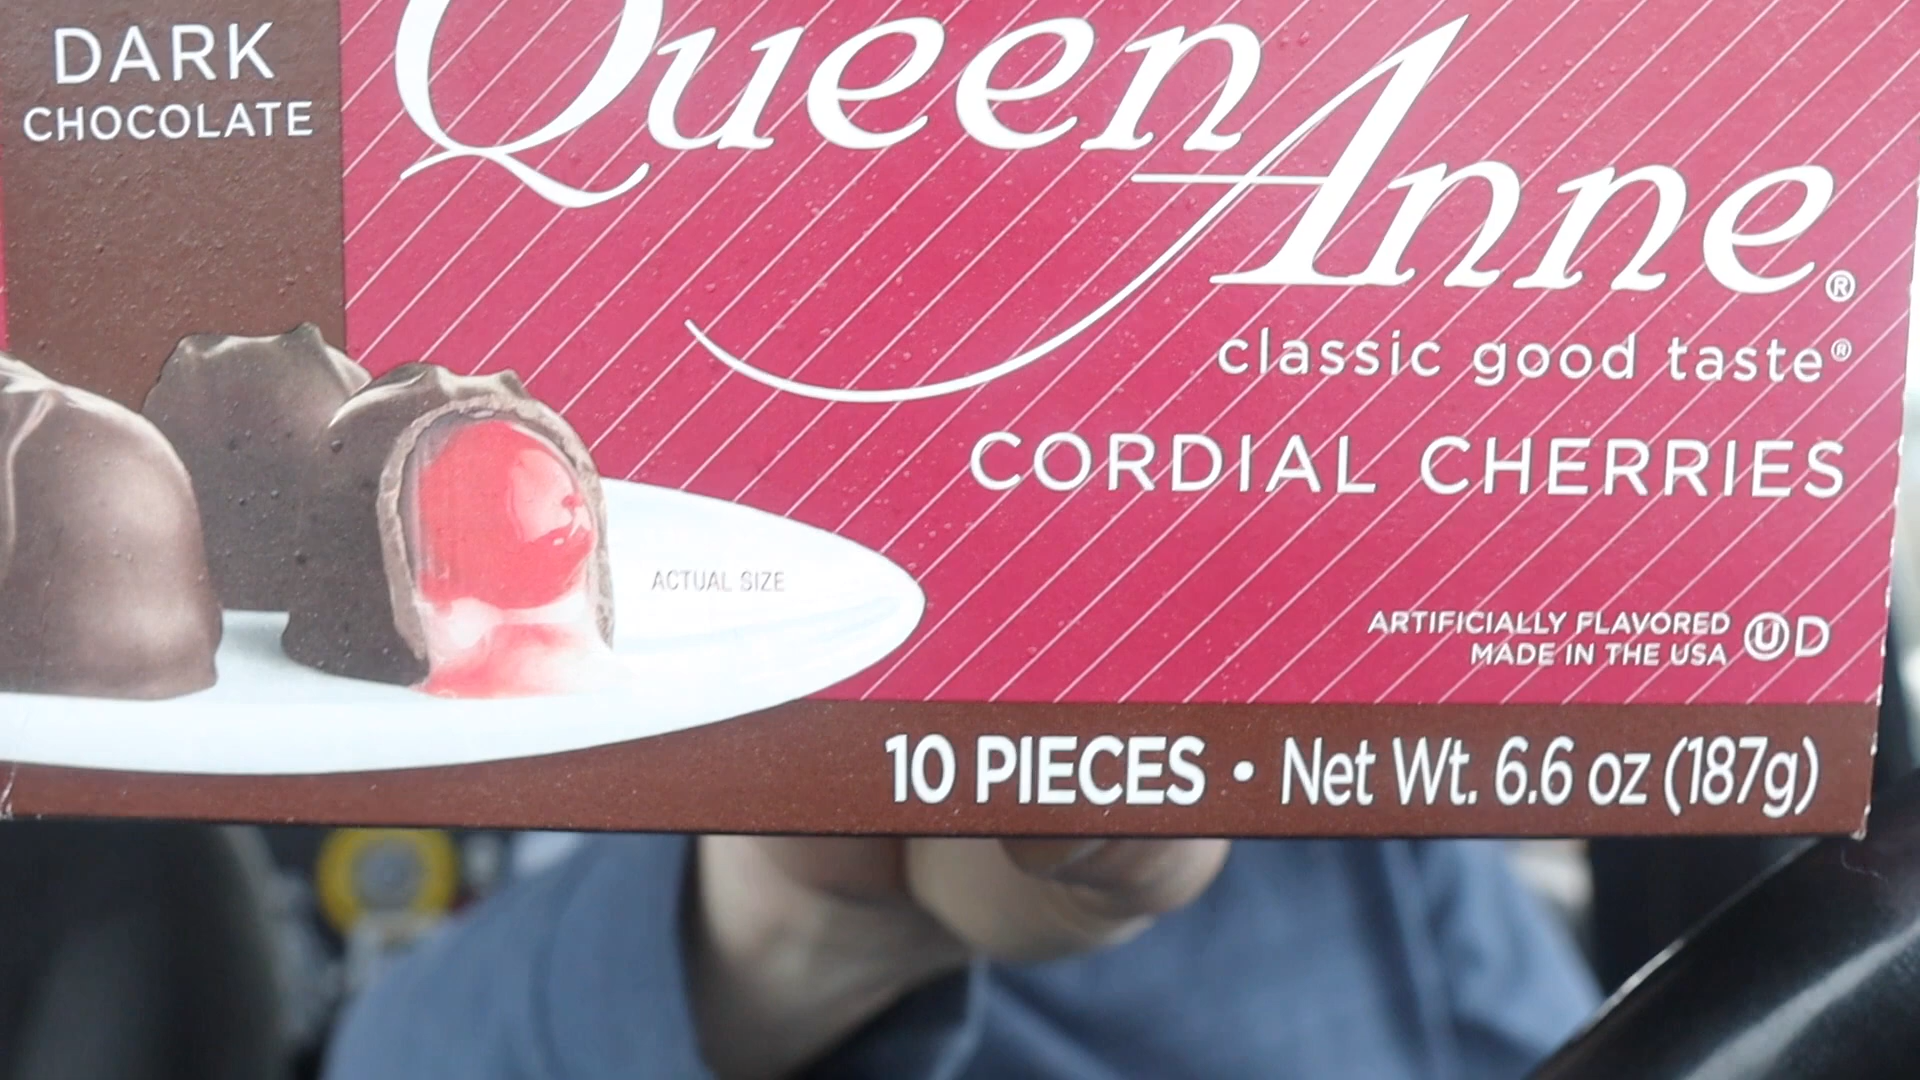 DARK
CHOCOLATE
Queen Anne®
classic good taste®
CORDIAL CHERRIES
ACTUAL SIZE
ARTIFICIALLY FLAVORED
MADE IN THE USA
Ⓤ D
10 PIECES • Net Wt. 6.6 oz (187g)